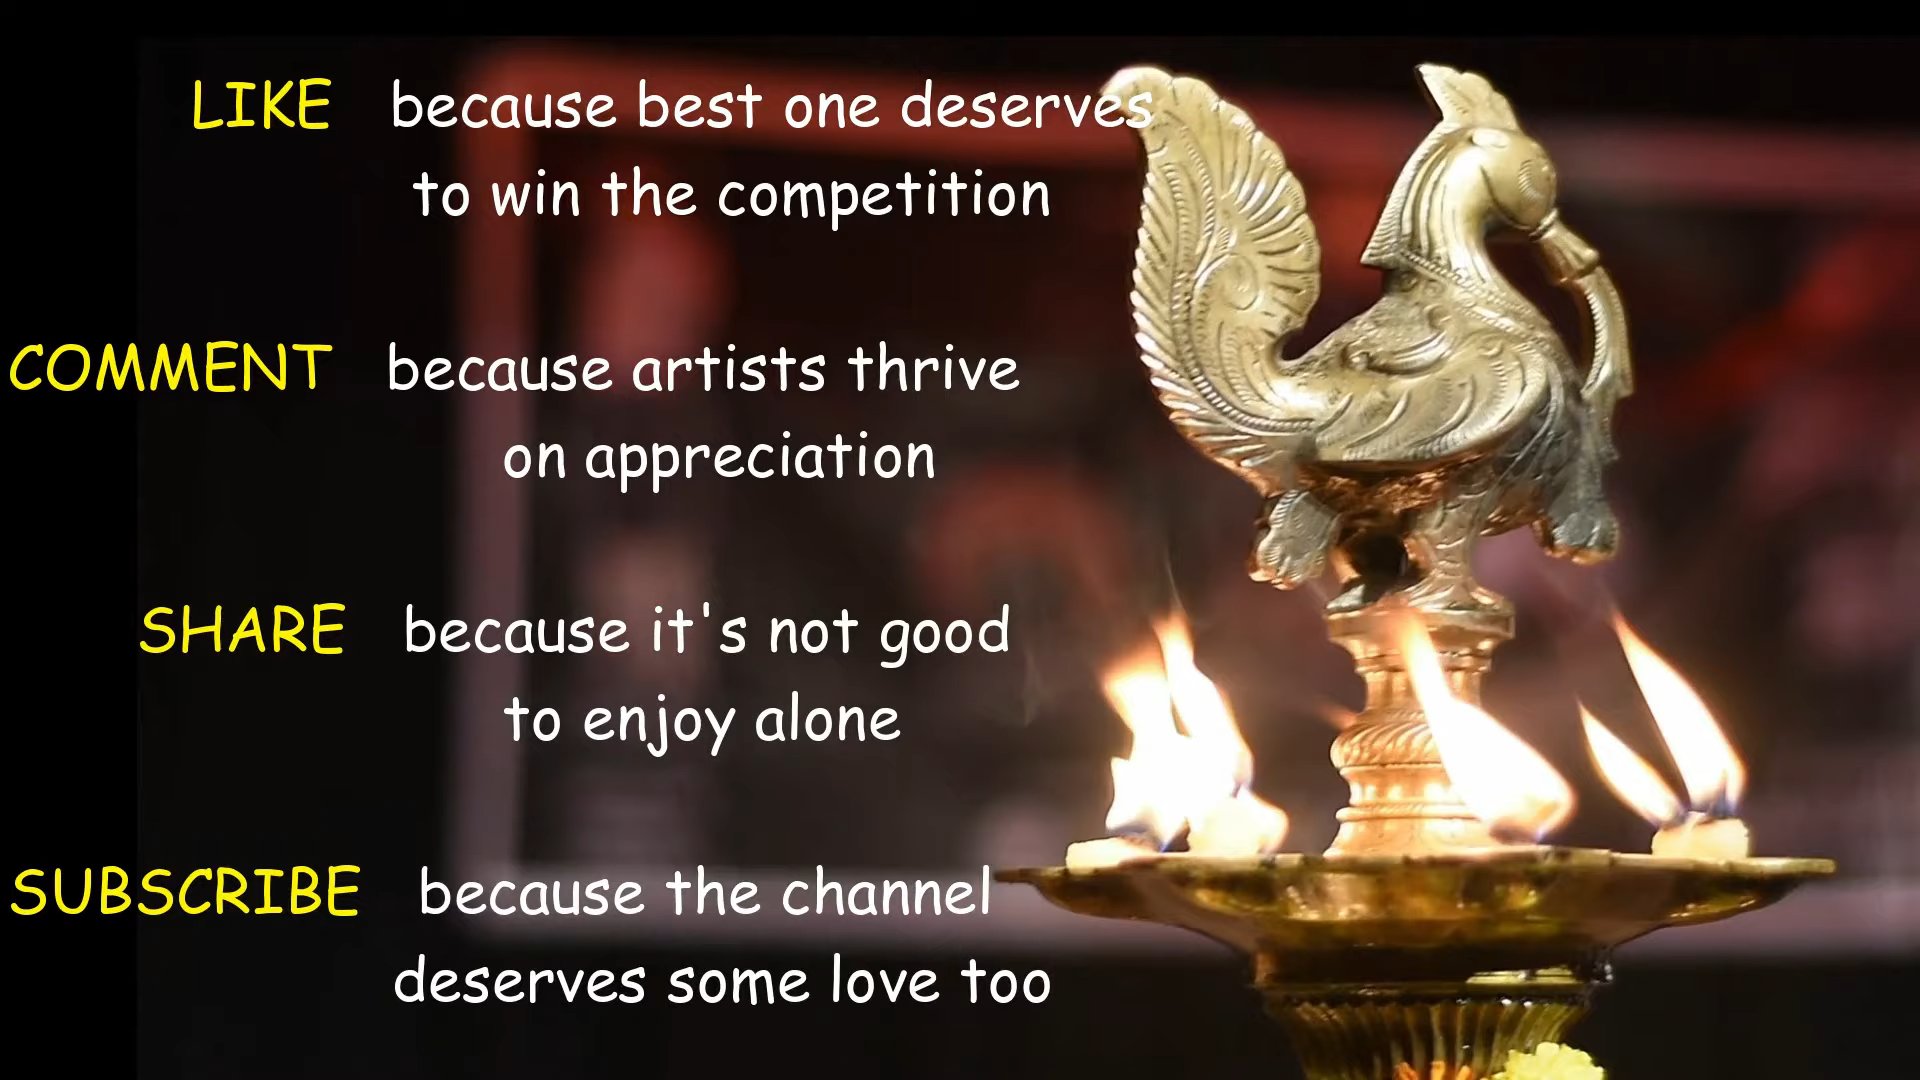 LIKE because best one deserves
to win the competition
COMMENT because artists thrive
on appreciation
SHARE because it's not good
to enjoy alone
SUBSCRIBE because the channel
deserves some love too